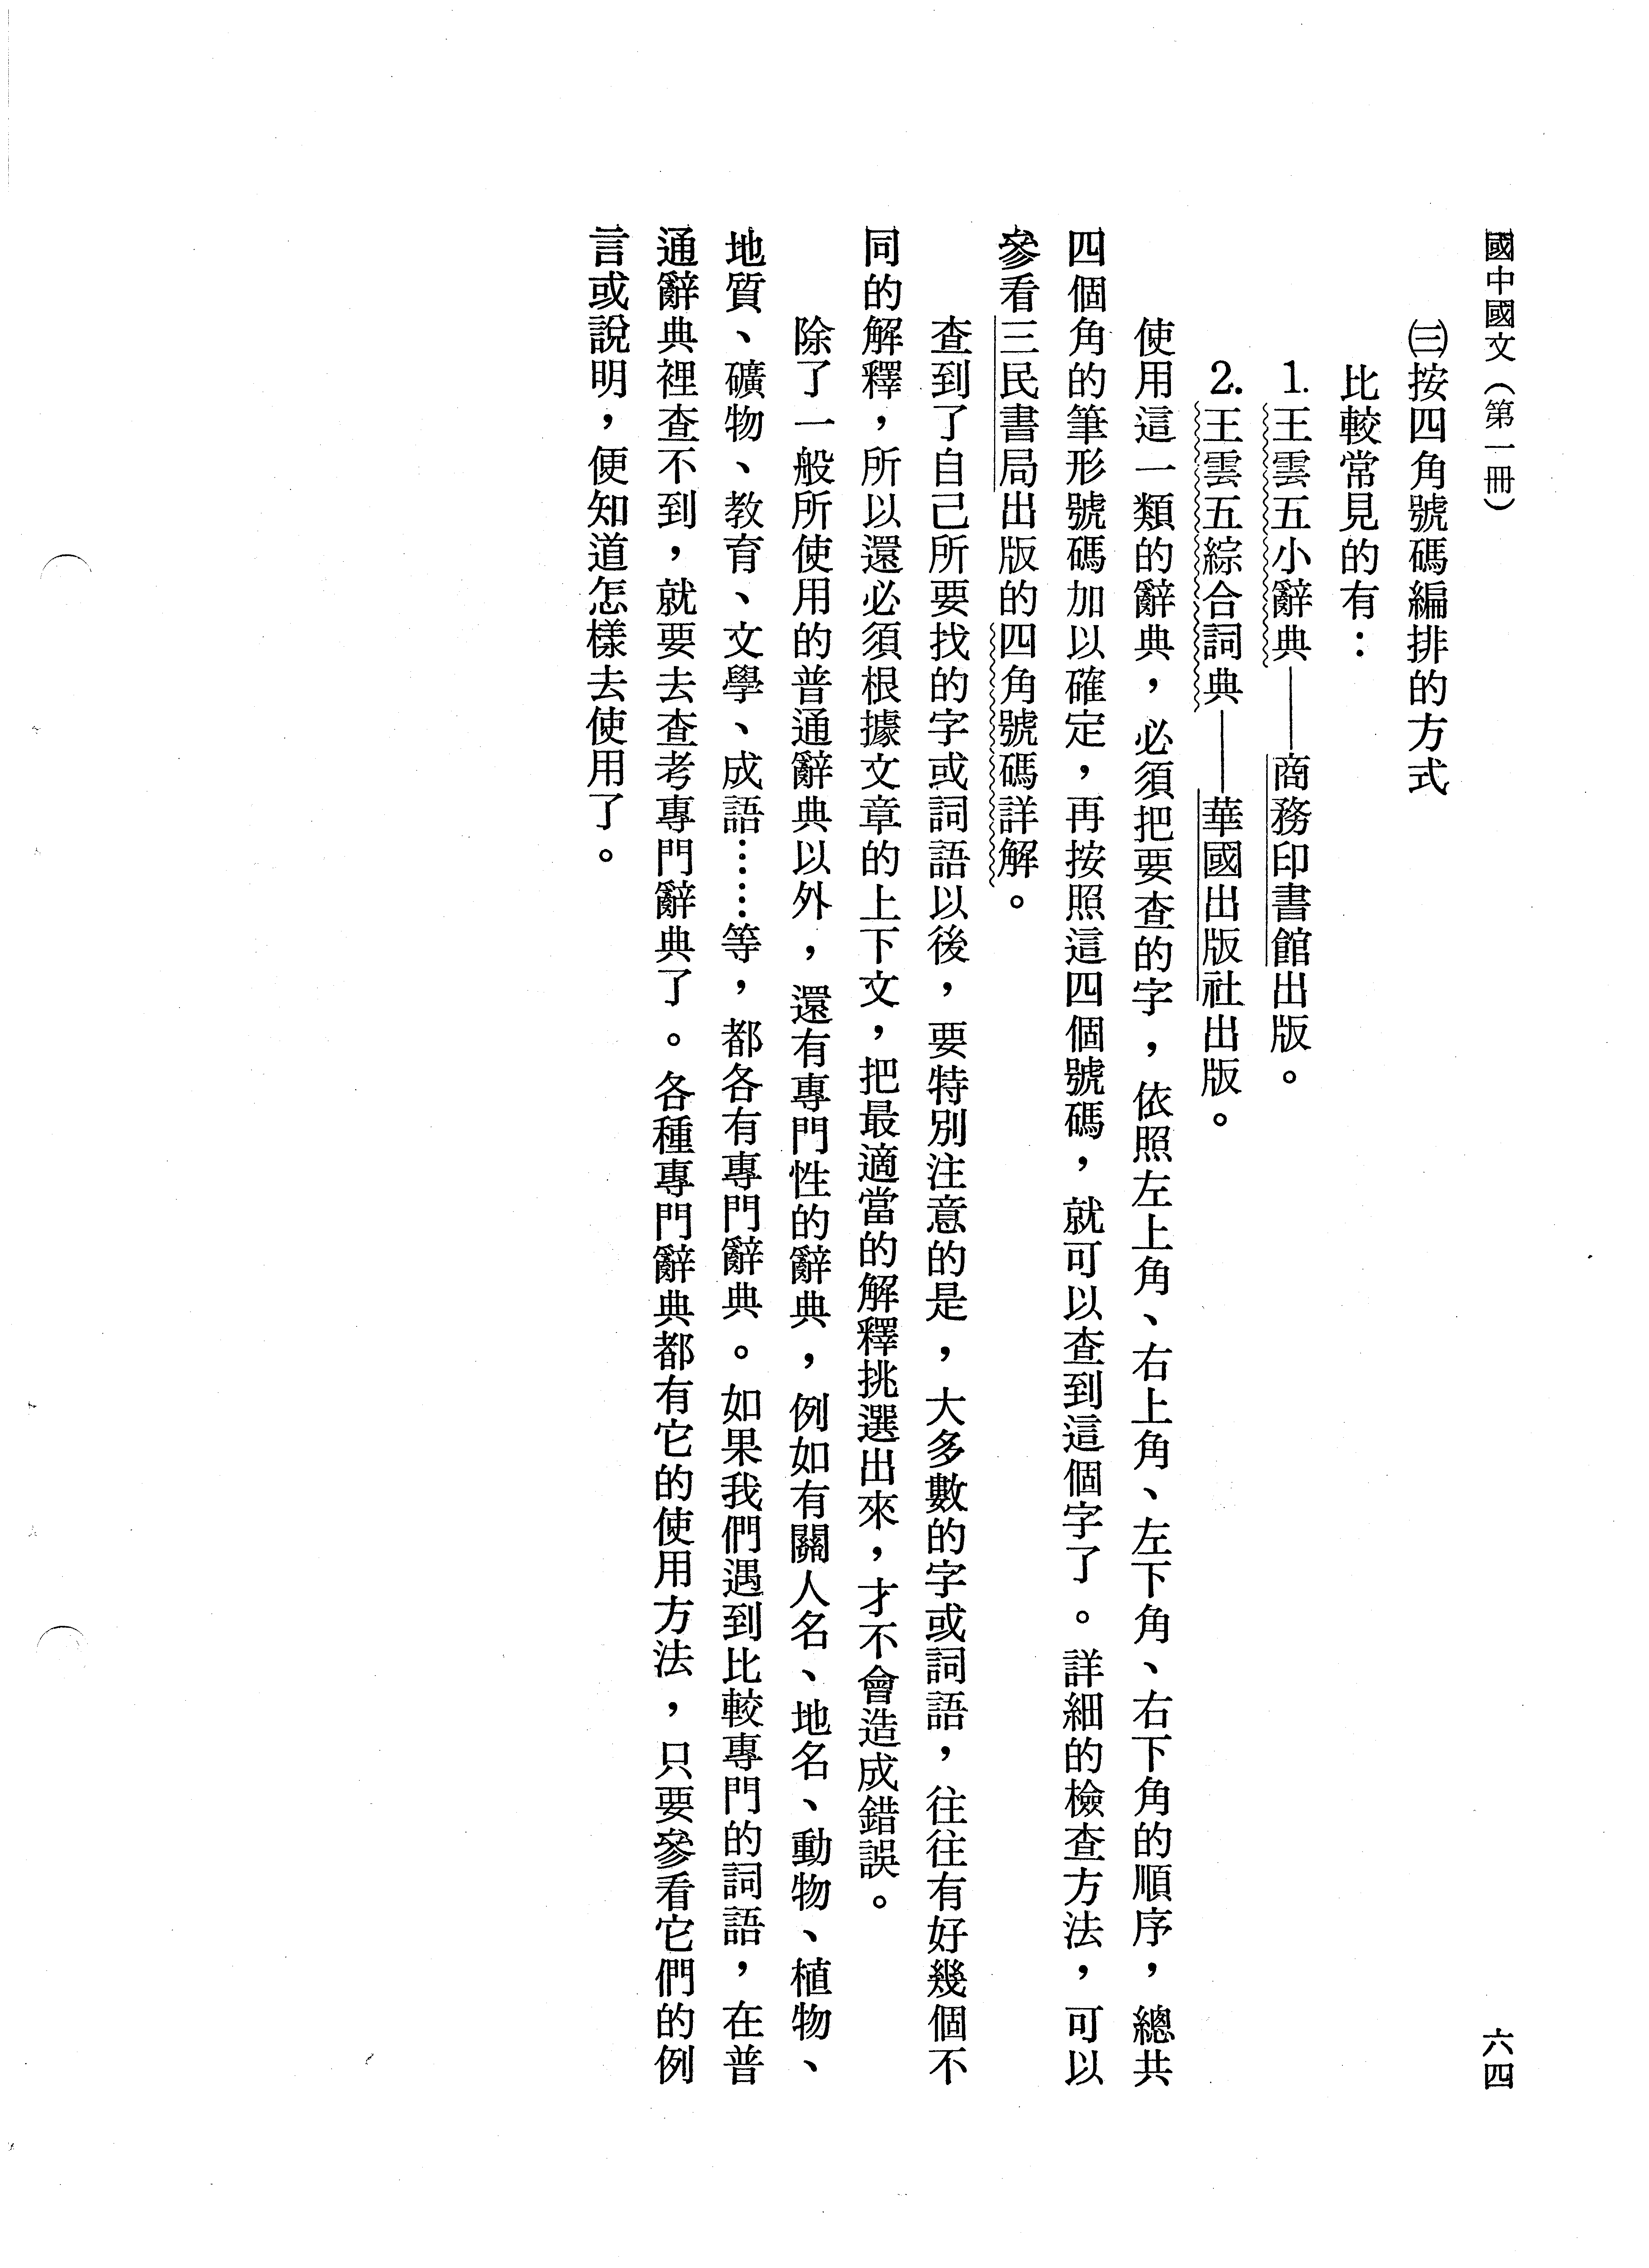 國中國文（第一冊）
六四
㈢按四角號碼編排的方式
比較常見的有：
1.王雲五小辭典——商務印書館出版。
2.王雲五綜合詞典——華國出版社出版。
使用這一類的辭典，必須把要查的字，依照左上角、右上角、左下角、右下角的順序，總共
四個角的筆形號碼加以確定，再按照這四個號碼，就可以查到這個字了。詳細的檢查方法，可以
參看三民書局出版的四角號碼詳解。
查到了自己所要找的字或詞語以後，要特別注意的是，大多數的字或詞語，往往有好幾個不
同的解釋，所以還必須根據文章的上下文，把最適當的解釋挑選出來，才不會造成錯誤。
除了一般所使用的普通辭典以外，還有專門性的辭典，例如有關人名、地名、動物、植物、
地質、礦物、教育、文學、成語……等，都各有專門辭典。如果我們遇到比較專門的詞語，在普
通辭典裡查不到，就要去查考專門辭典了。各種專門辭典都有它的使用方法，只要參看它們的例
言或說明，便知道怎樣去使用了。